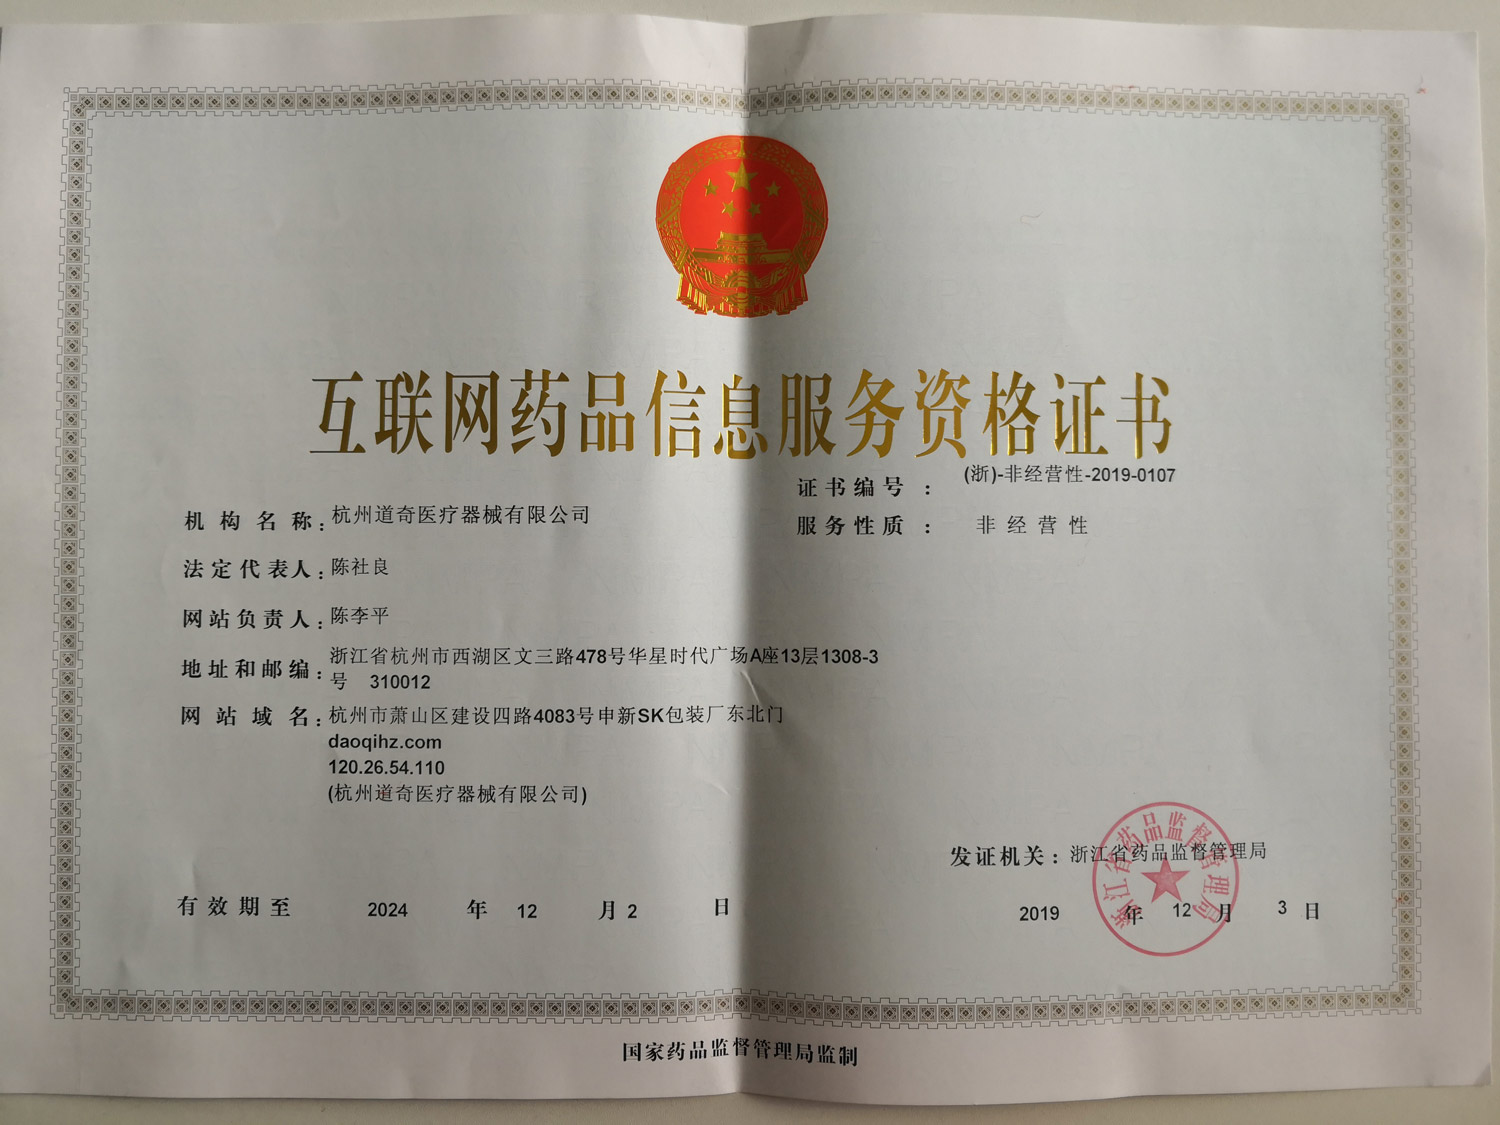 互联网药品信息服务资格证书
证书编号： (浙)-非经营性-2019-0107
机构名称：杭州道奇医疗器械有限公司
服务性质： 非经营性
法定代表人：陈社良
网站负责人：陈李平
地址和邮编：浙江省杭州市西湖区文三路478号华星时代广场A座13层1308-3
号 310012
网站域名：杭州市萧山区建设四路4083号申新SK包装厂东北门
daoqihz.com
120.26.54.110
(杭州道奇医疗器械有限公司)
发证机关：浙江省药品监督管理局
浙江省药品监督管理局
有效期至 2024 年 12 月 2 日
2019 年 12 月 3 日
国家药品监督管理局监制